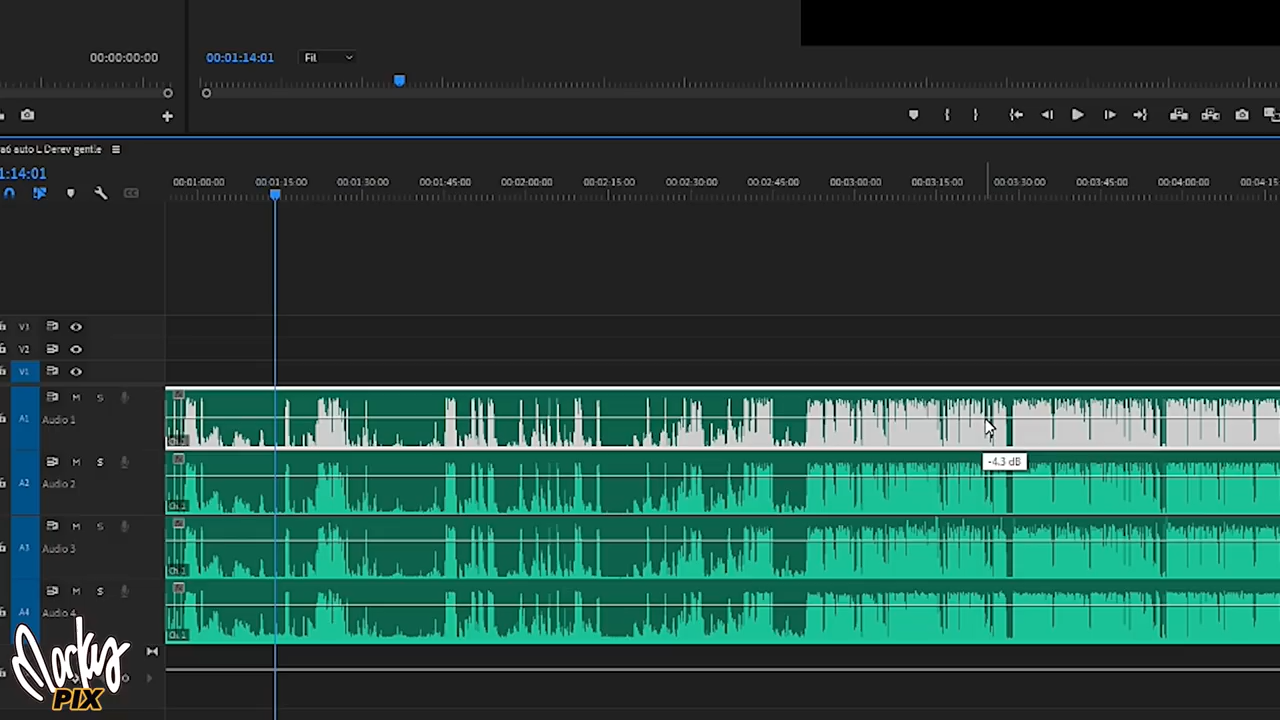 00:00:00:00
00:01:14:01
Fit
a6 auto L Derev gentle
1:14:01
00:01:00:00 00:01:15:00 00:01:30:00 00:01:45:00 00:02:00:00 00:02:15:00 00:02:30:00 00:02:45:00 00:03:00:00 00:03:15:00 00:03:30:00 00:03:45:00 00:04:00:00 00:04:15
V3
V2
V1
M S
A1 Audio 1
Ch.1
-4.3 dB
M S
A2 Audio 2
Ch.1
M S
A3 Audio 3
Ch.1
M S
A4 Audio 4
Ch.1
Marky
PIX